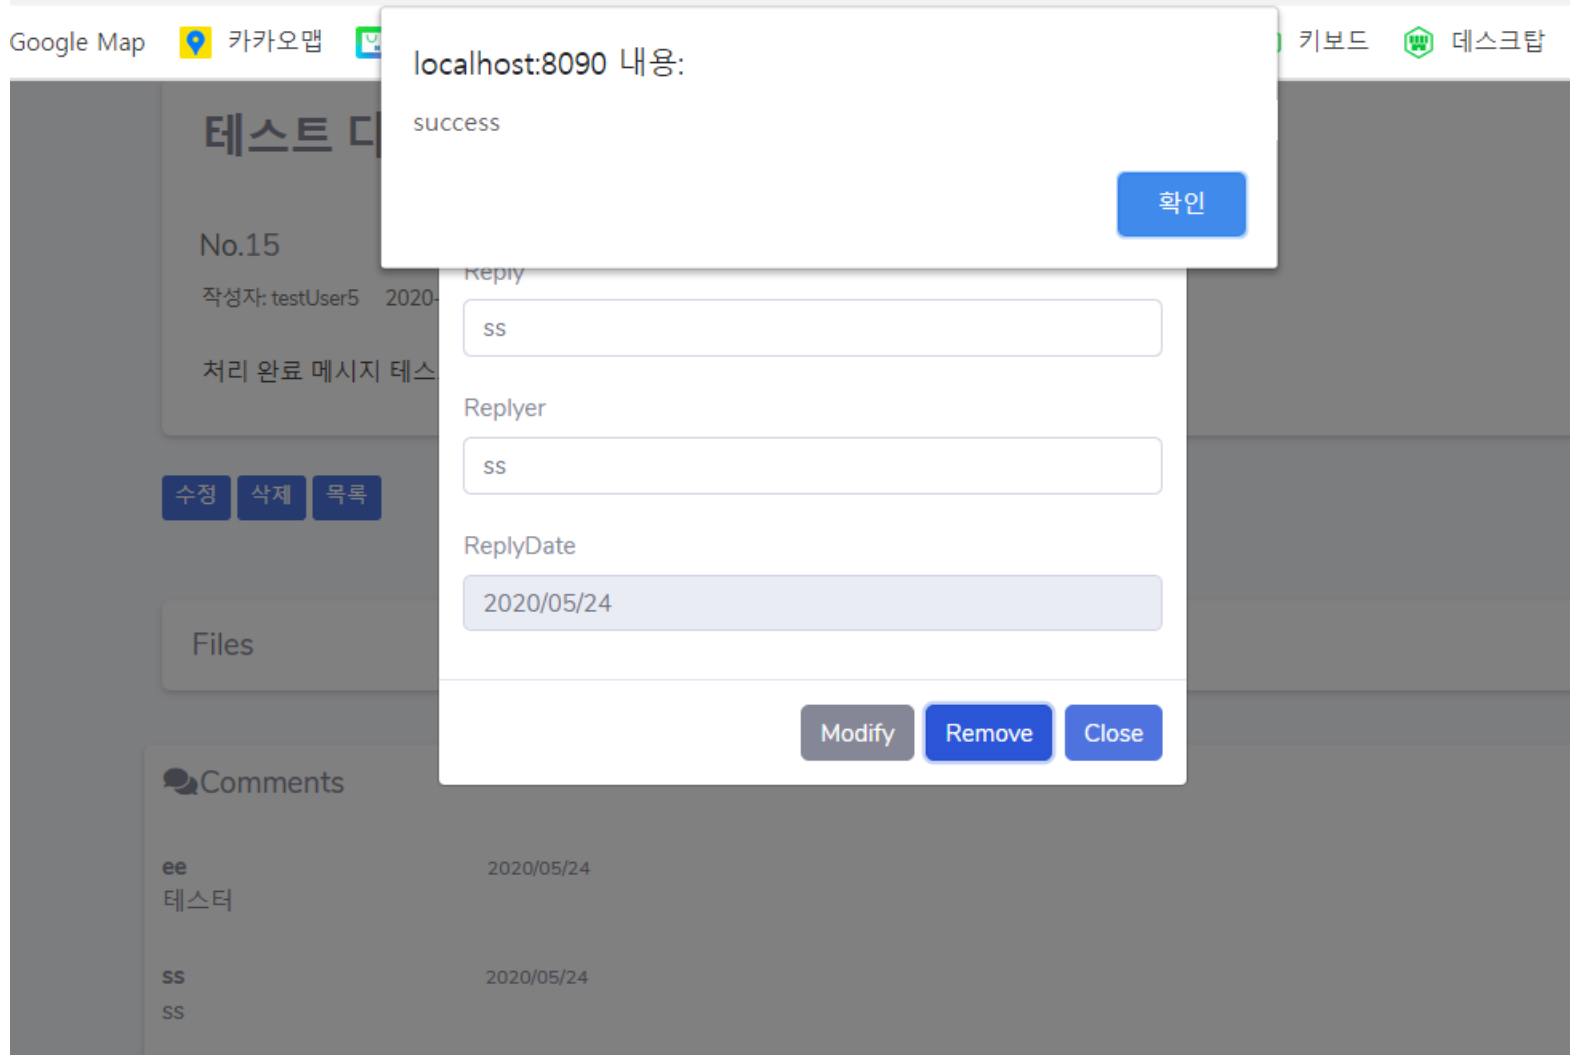 Google Map 카카오맵 키보드 데스크탑
localhost:8090 내용:
success
확인
테스트
No.15
작성자: testUser5 2020-
처리 완료 메시지 테스
수정 삭제 목록
Reply
ss
Replyer
ss
ReplyDate
2020/05/24
Modify Remove Close
Files
Comments
ee 2020/05/24
테스터
ss 2020/05/24
ss